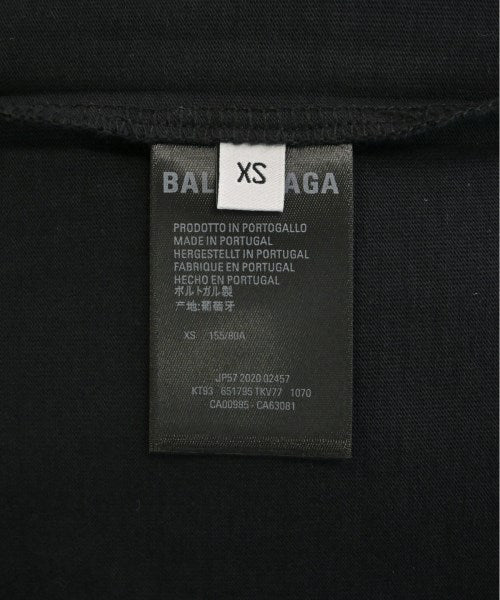 XS
BAL AGA
PRODOTTO IN PORTOGALLO
MADE IN PORTUGAL
HERGESTELLT IN PORTUGAL
FABRIQUE EN PORTUGAL
HECHO EN PORTUGAL
ポルトガル製
产地:葡萄牙
XS 155/80A
JP57 2020 02457
KT93 651795 TKV77 1070
CA00985 - CA63081